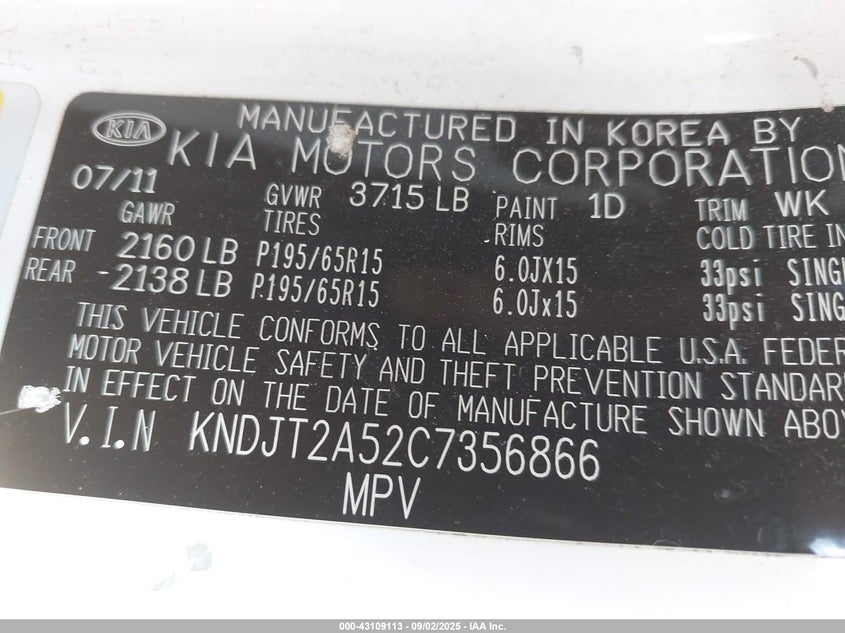 KIA
MANUFACTURED IN KOREA BY
KIA MOTORS CORPORATION
07/11 GVWR 3715 LB PAINT 1D TRIM WK
GAWR TIRES RIMS COLD TIRE IN
FRONT 2160 LB P195/65R15 6.0JX15 33psi SING
REAR 2138 LB P195/65R15 6.0Jx15 33psi SING
THIS VEHICLE CONFORMS TO ALL APPLICABLE U.S.A. FEDER
MOTOR VEHICLE SAFETY AND THEFT PREVENTION STANDAR
IN EFFECT ON THE DATE OF MANUFACTURE SHOWN ABO
V.I.N KNDJT2A52C7356866
MPV
000-43109113 - 09/02/2025 - IAA Inc.